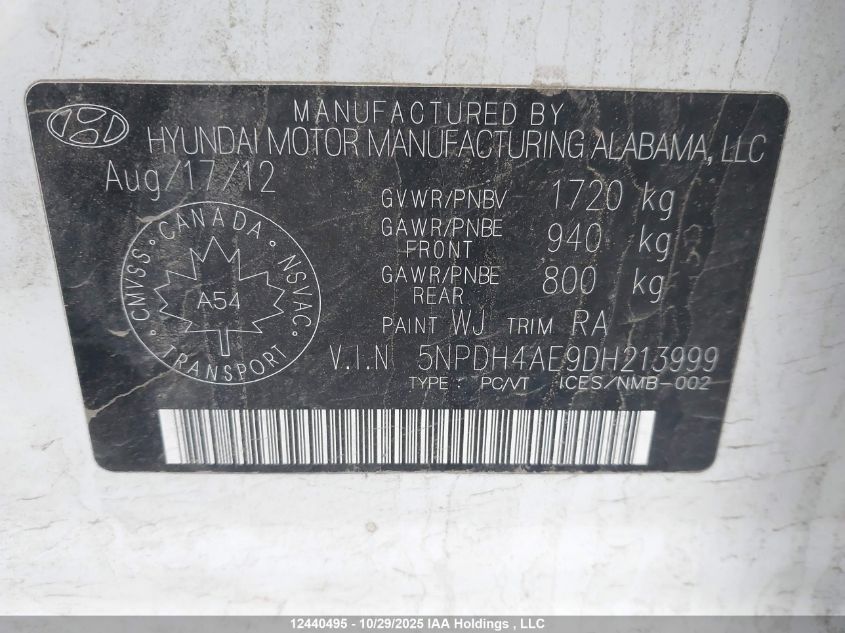 MANUFACTURED BY
HYUNDAI MOTOR MANUFACTURING ALABAMA, LLC
Aug/17/12
GVWR/PNBV 1720 kg
GAWR/PNBE FRONT 940 kg
GAWR/PNBE REAR 800 kg
PAINT WJ TRIM RA
V.I.N 5NPDH4AE9DH213999
TYPE : PC/VT ICES/NMB-002
CMVSS · CANADA · NSVAC
A54
TRANSPORT
12440495 - 10/29/2025 IAA Holdings , LLC